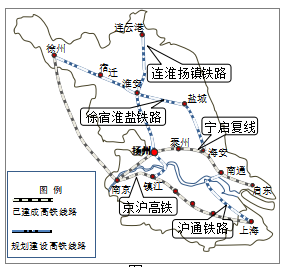 连云港
徐州
连淮扬镇铁路
宿迁
淮安
盐城
徐宿淮盐铁路
宁启复线
扬州
泰州
海安
南通
启东
南京
镇江
京沪高铁
沪通铁路
上海
图 例
已建成高铁线路
规划建设高铁线路